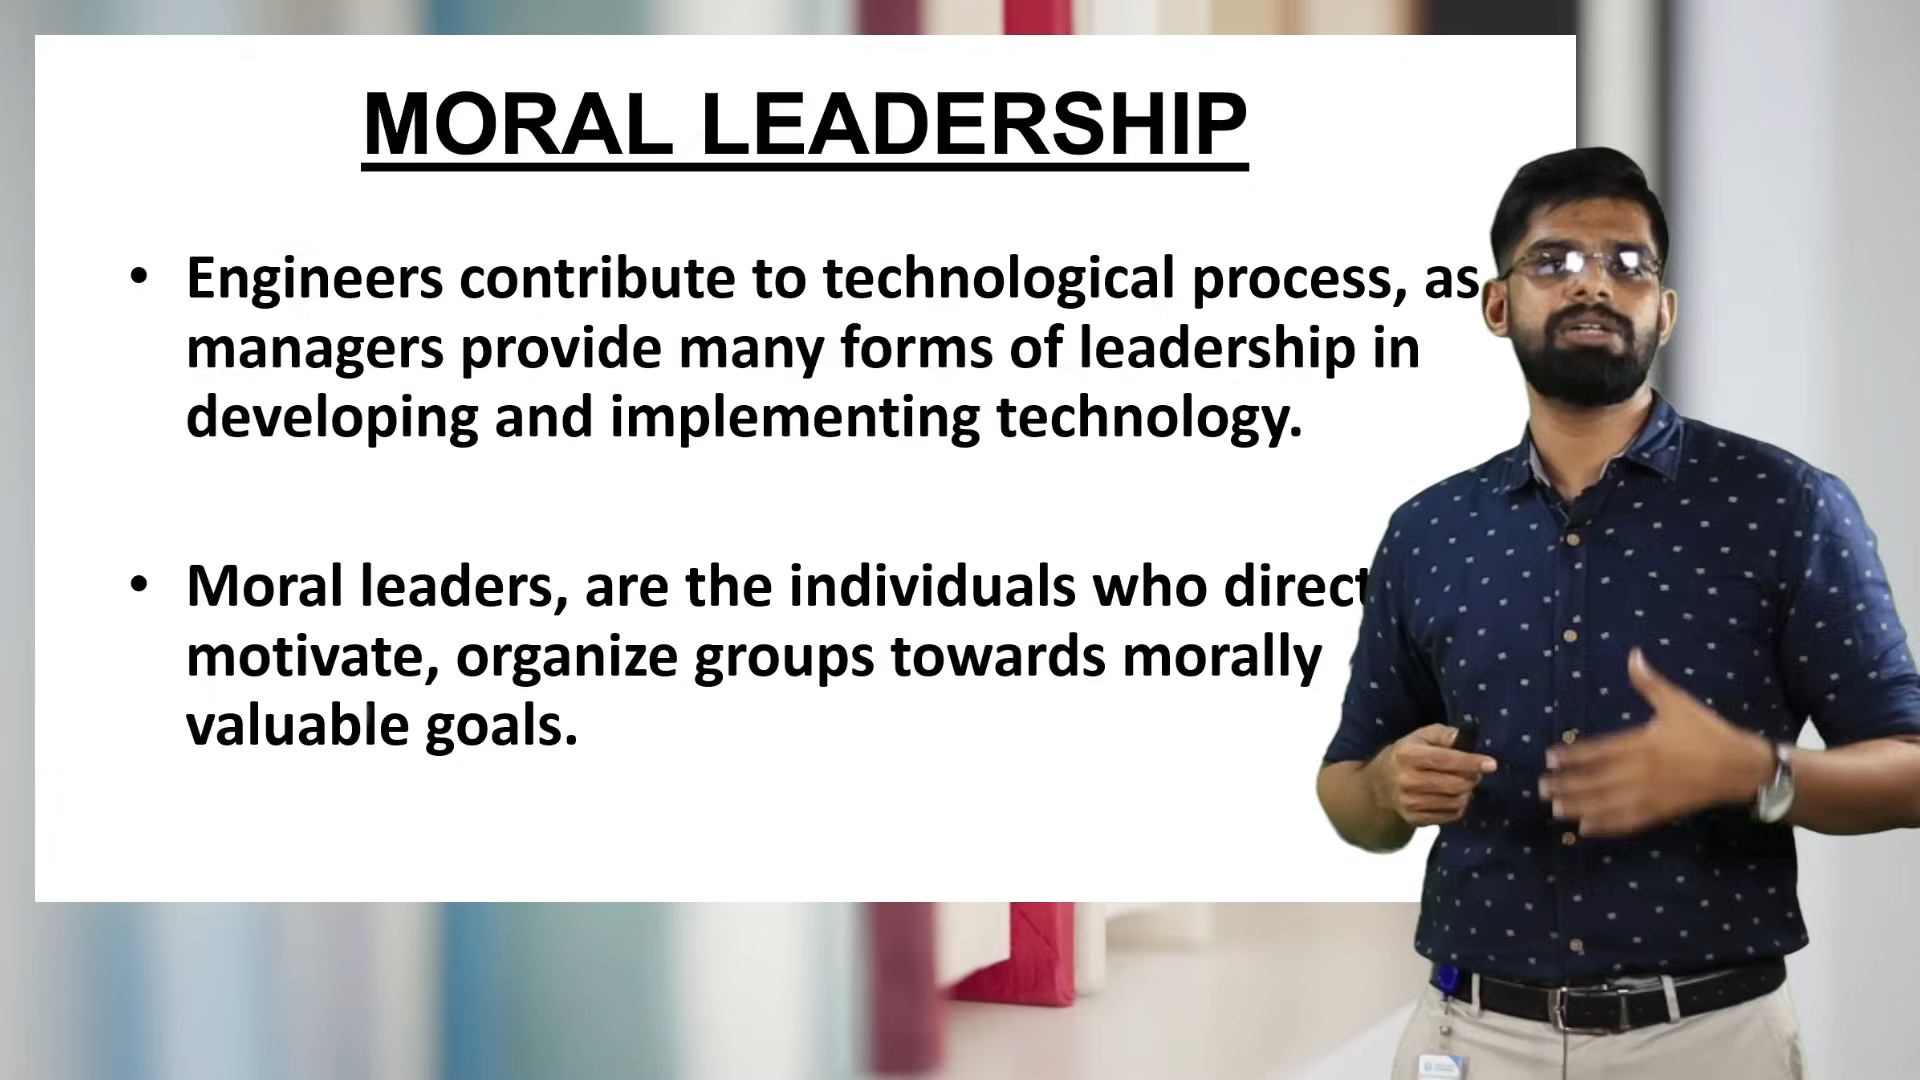 MORAL LEADERSHIP
• Engineers contribute to technological process, as
managers provide many forms of leadership in
developing and implementing technology.
• Moral leaders, are the individuals who direct
motivate, organize groups towards morally
valuable goals.